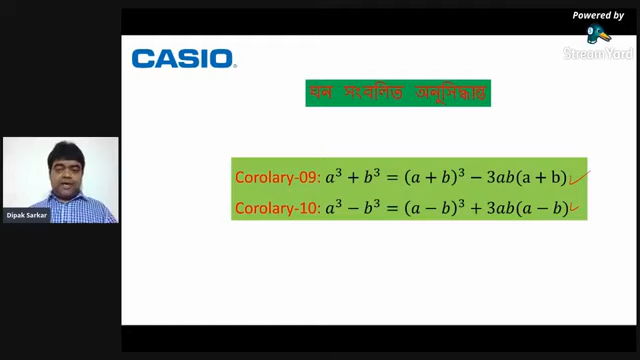 Powered by
StreamYard
CASIO®
ঘন সংবলিত অনুসিদ্ধান্ত
Corolary-09: a³ + b³ = (a + b)³ − 3ab(a + b)
Corolary-10: a³ − b³ = (a − b)³ + 3ab(a − b)
Dipak Sarkar